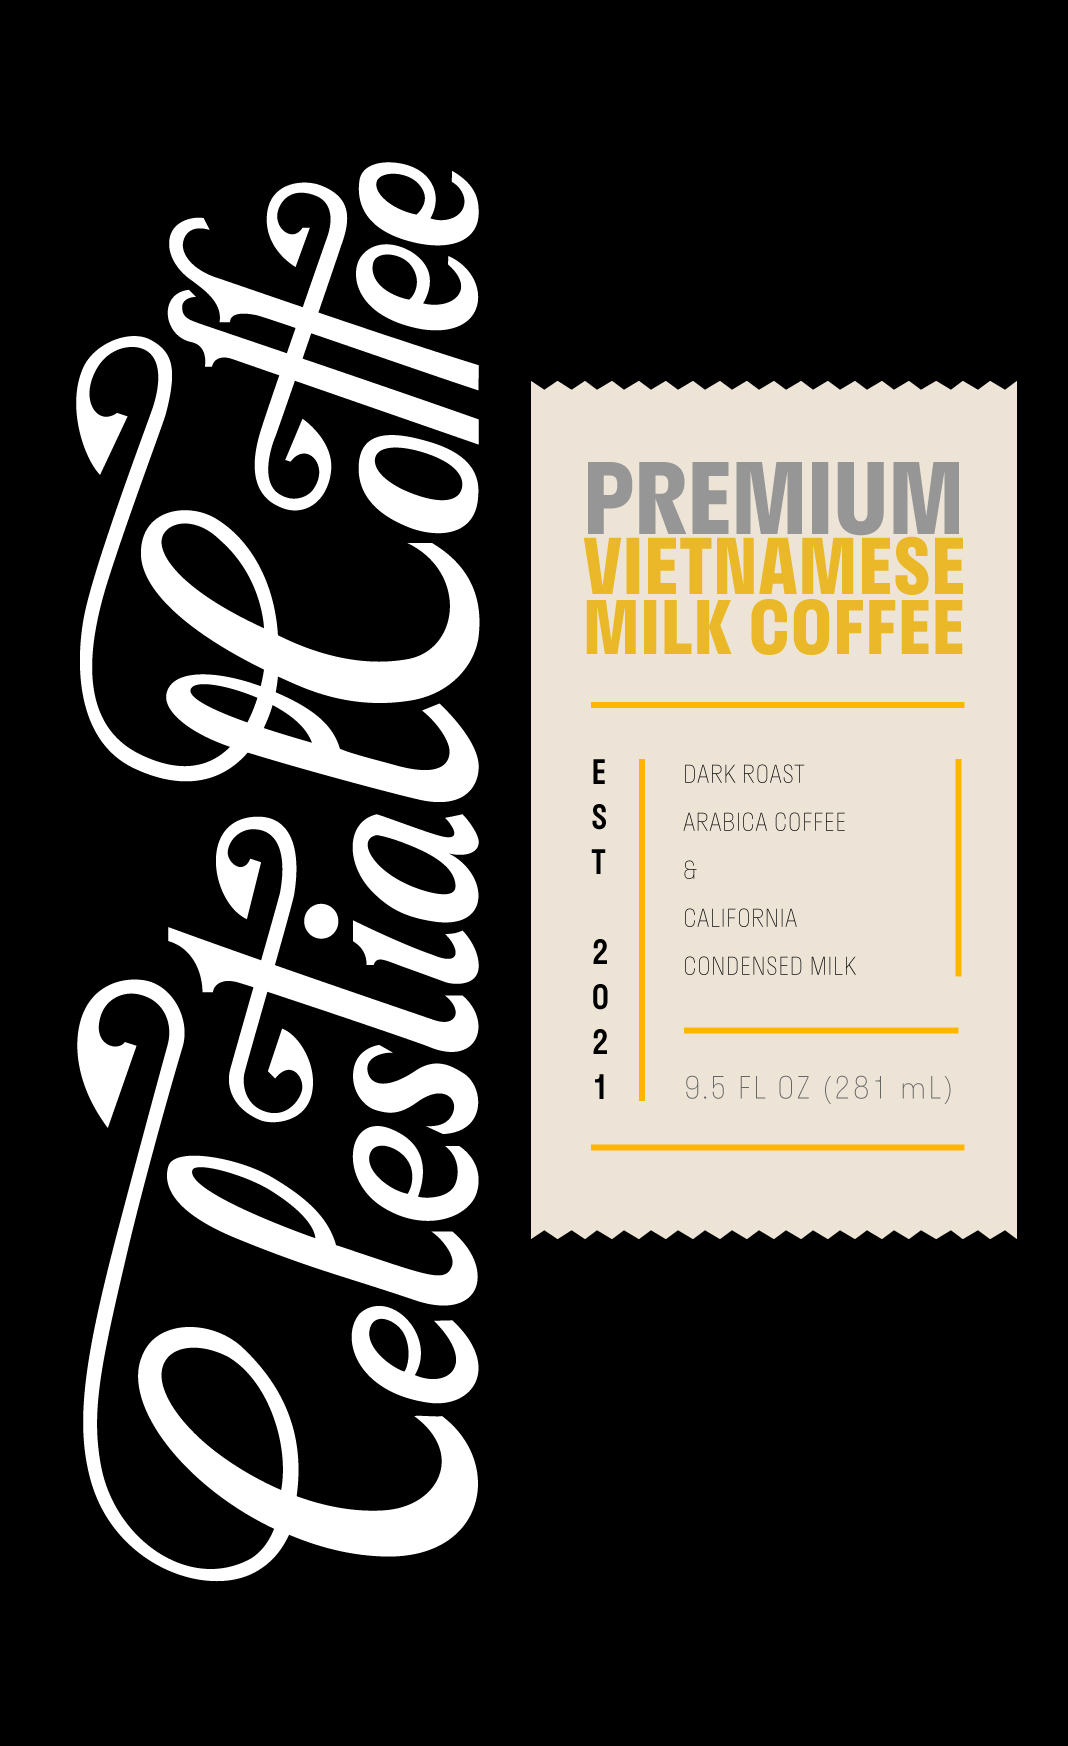 Celestial Coffee
PREMIUM
VIETNAMESE
MILK COFFEE
EST 2021
DARK ROAST
ARABICA COFFEE
&
CALIFORNIA
CONDENSED MILK
9.5 FL OZ (281 mL)